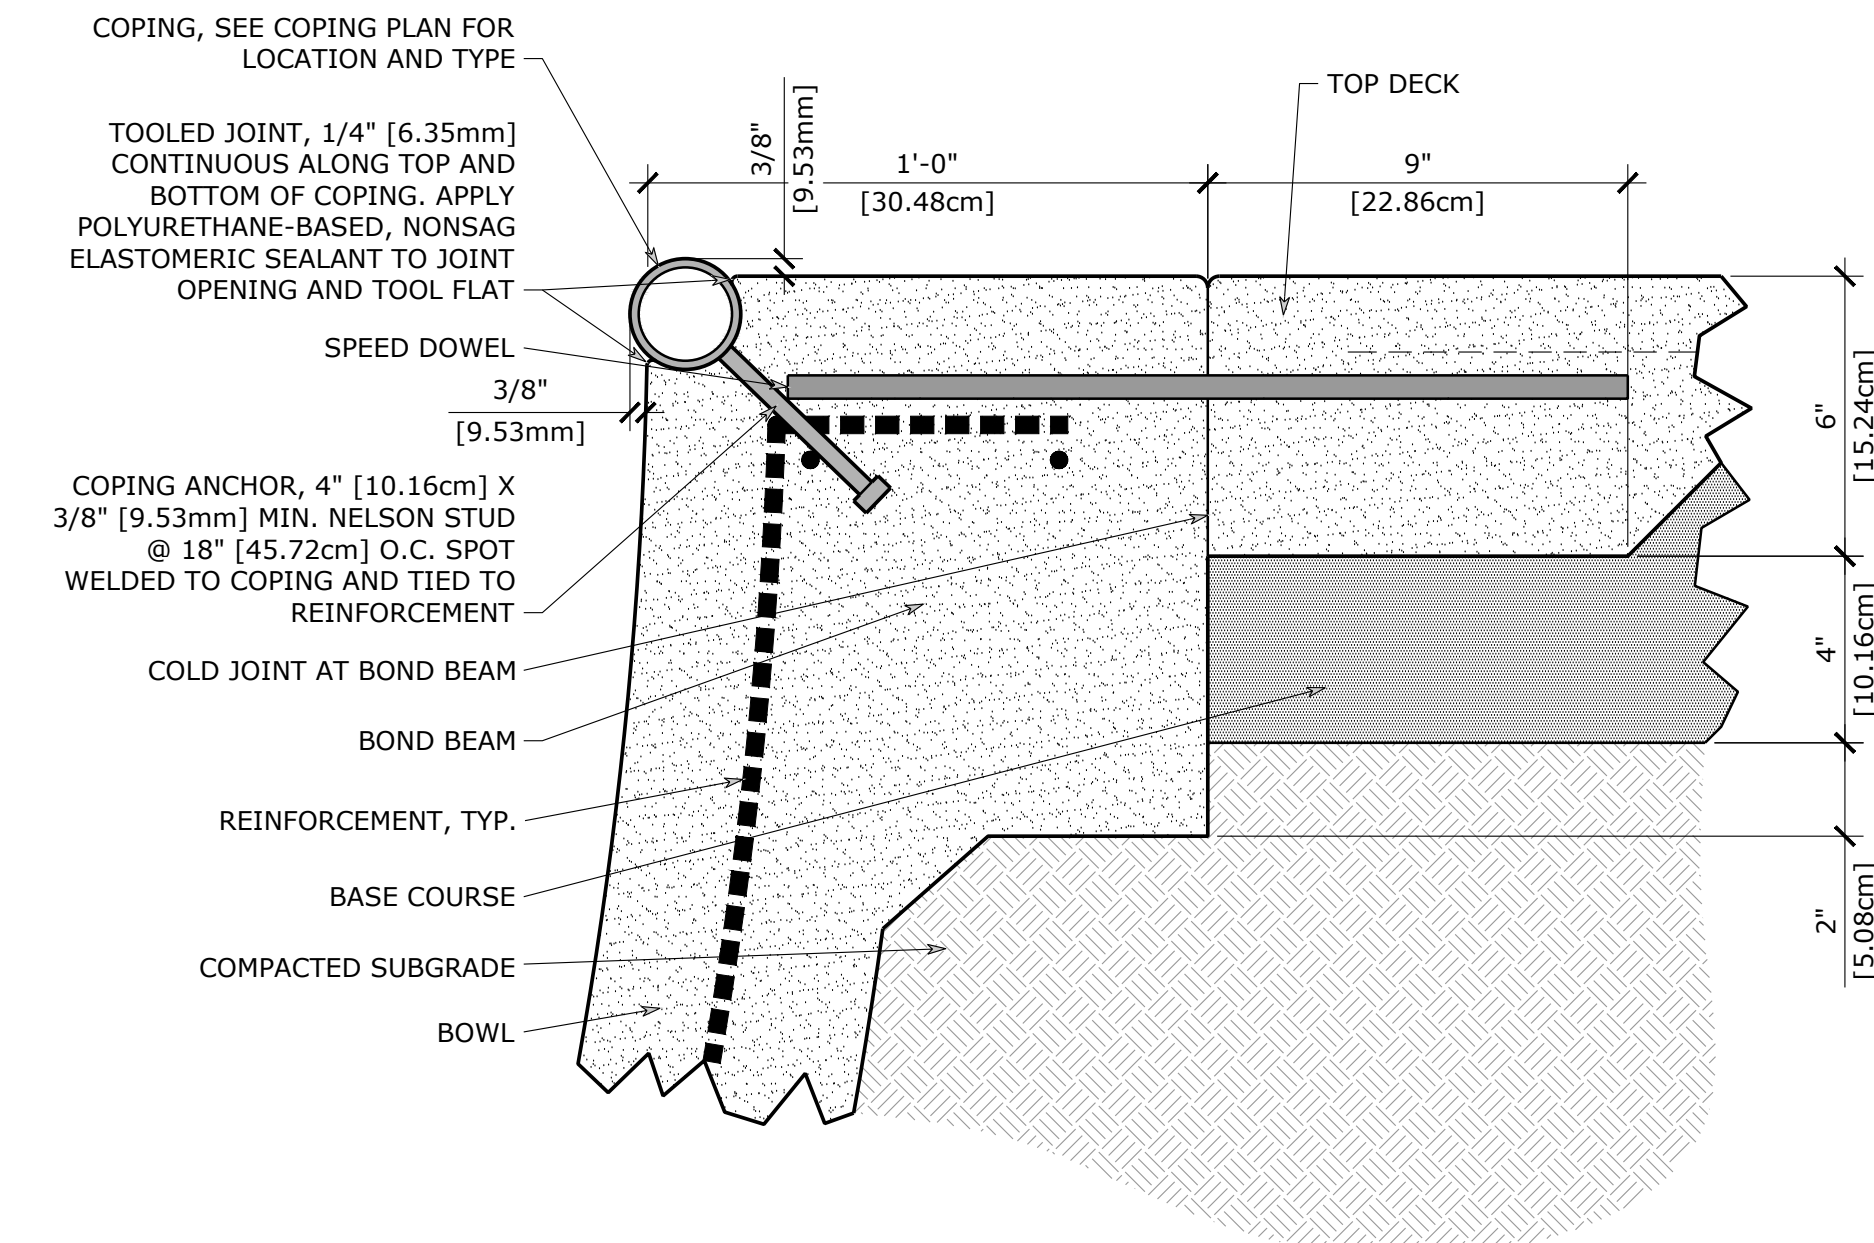 COPING, SEE COPING PLAN FOR
LOCATION AND TYPE
TOOLED JOINT, 1/4" [6.35mm]
CONTINUOUS ALONG TOP AND
BOTTOM OF COPING. APPLY
POLYURETHANE-BASED, NONSAG
ELASTOMERIC SEALANT TO JOINT
OPENING AND TOOL FLAT
SPEED DOWEL
3/8"
[9.53mm]
COPING ANCHOR, 4" [10.16cm] X
3/8" [9.53mm] MIN. NELSON STUD
@ 18" [45.72cm] O.C. SPOT
WELDED TO COPING AND TIED TO
REINFORCEMENT
COLD JOINT AT BOND BEAM
BOND BEAM
REINFORCEMENT, TYP.
BASE COURSE
COMPACTED SUBGRADE
BOWL
3/8"
[9.53mm]
1'-0"
[30.48cm]
TOP DECK
9"
[22.86cm]
6"
[15.24cm]
4"
[10.16cm]
2"
[5.08cm]